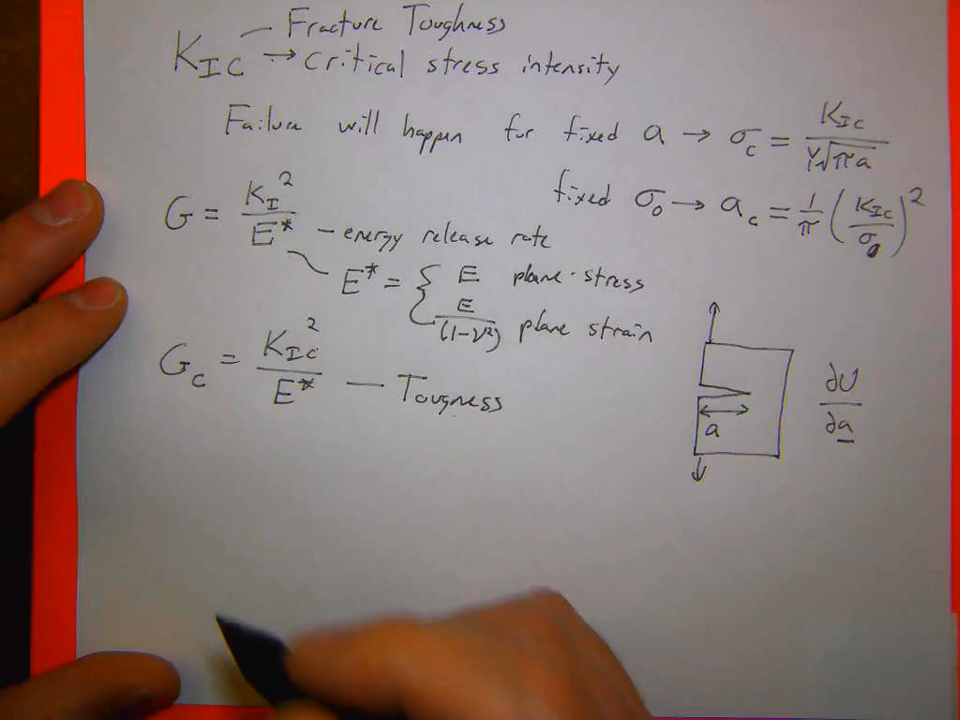 — Fracture Toughness
K_IC → critical stress intensity
Failure will happen for fixed a → σ_c = K_Ic / Y√πa
fixed σ_0 → a_c = 1/π (K_Ic / σ_0)^2
G = K_I^2 / E* – energy release rate
E* = { E plane stress
E / (1-ν²) plane strain
G_c = K_Ic^2 / E* — Tougness
a
∂U / ∂a